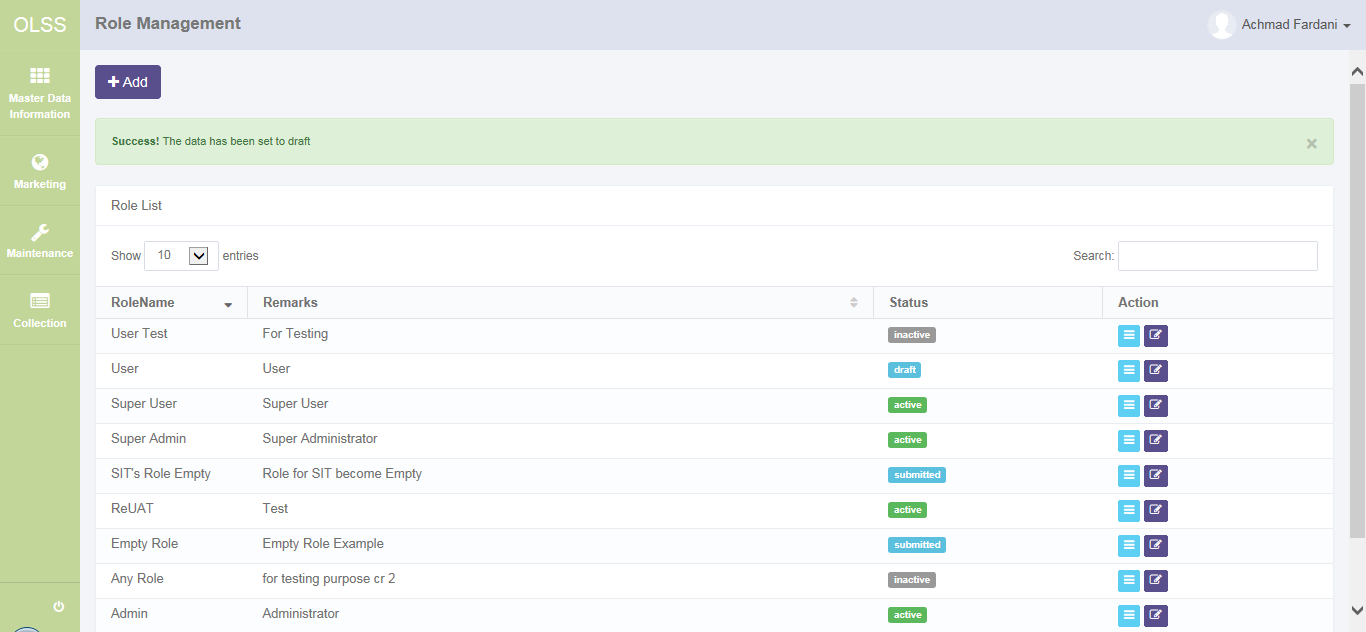 OLSS
Role Management
Achmad Fardani
Master Data
Information
Marketing
Maintenance
Collection
Add
Success! The data has been set to draft
×
Role List
Show 10 entries
Search:
RoleName Remarks Status Action
User Test For Testing inactive
User User draft
Super User Super User active
Super Admin Super Administrator active
SIT's Role Empty Role for SIT become Empty submitted
ReUAT Test active
Empty Role Empty Role Example submitted
Any Role for testing purpose cr 2 inactive
Admin Administrator active